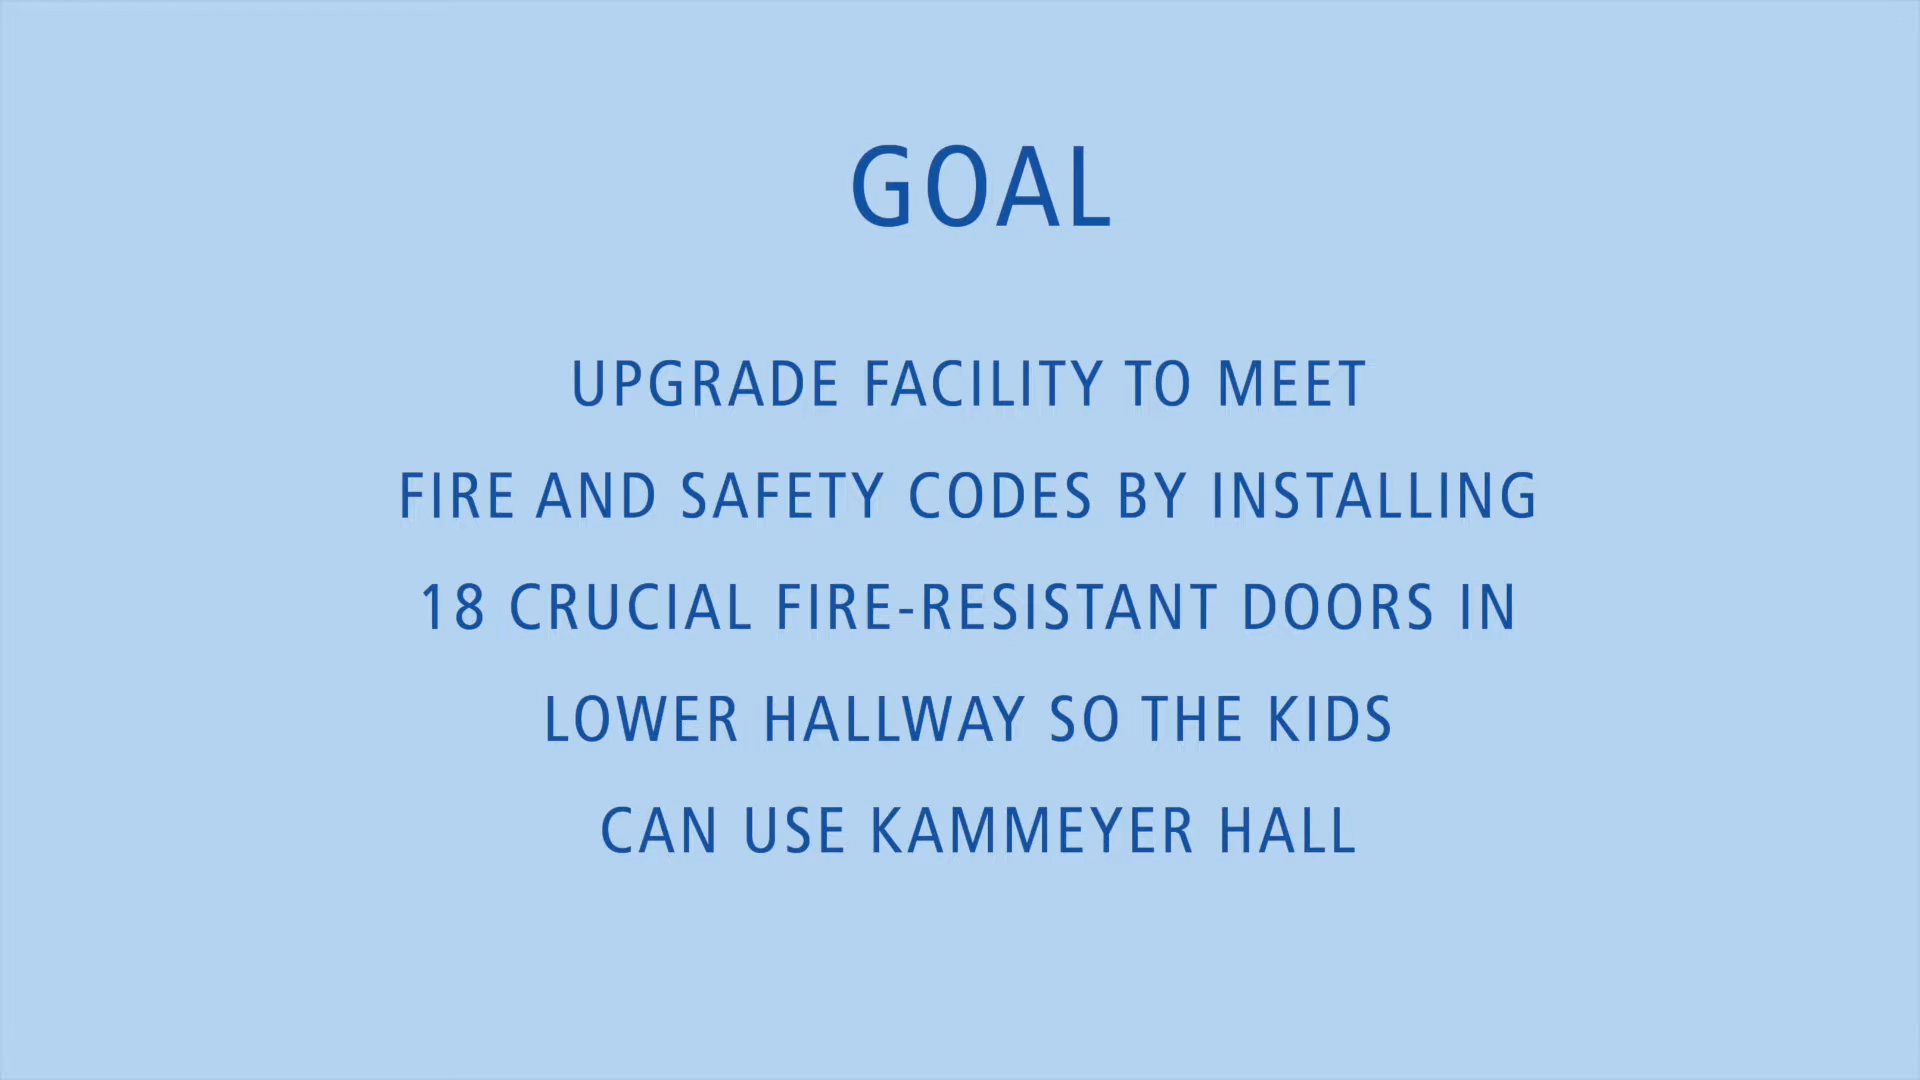 GOAL
UPGRADE FACILITY TO MEET
FIRE AND SAFETY CODES BY INSTALLING
18 CRUCIAL FIRE-RESISTANT DOORS IN
LOWER HALLWAY SO THE KIDS
CAN USE KAMMEYER HALL